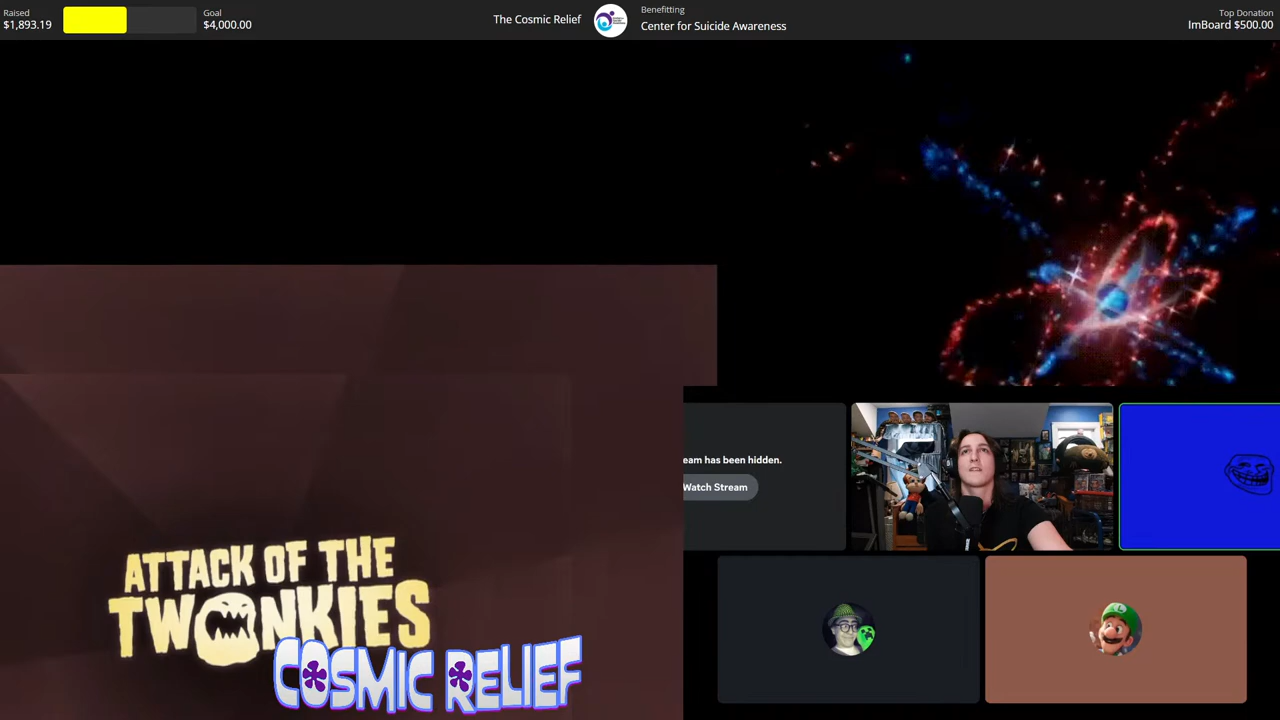 Raised
$1,893.19
Goal
$4,000.00
The Cosmic Relief
Benefitting
Center for Suicide Awareness
Top Donation
ImBoard $500.00
eam has been hidden.
Watch Stream
ATTACK OF THE
TWONKIES
COSMIC RELIEF